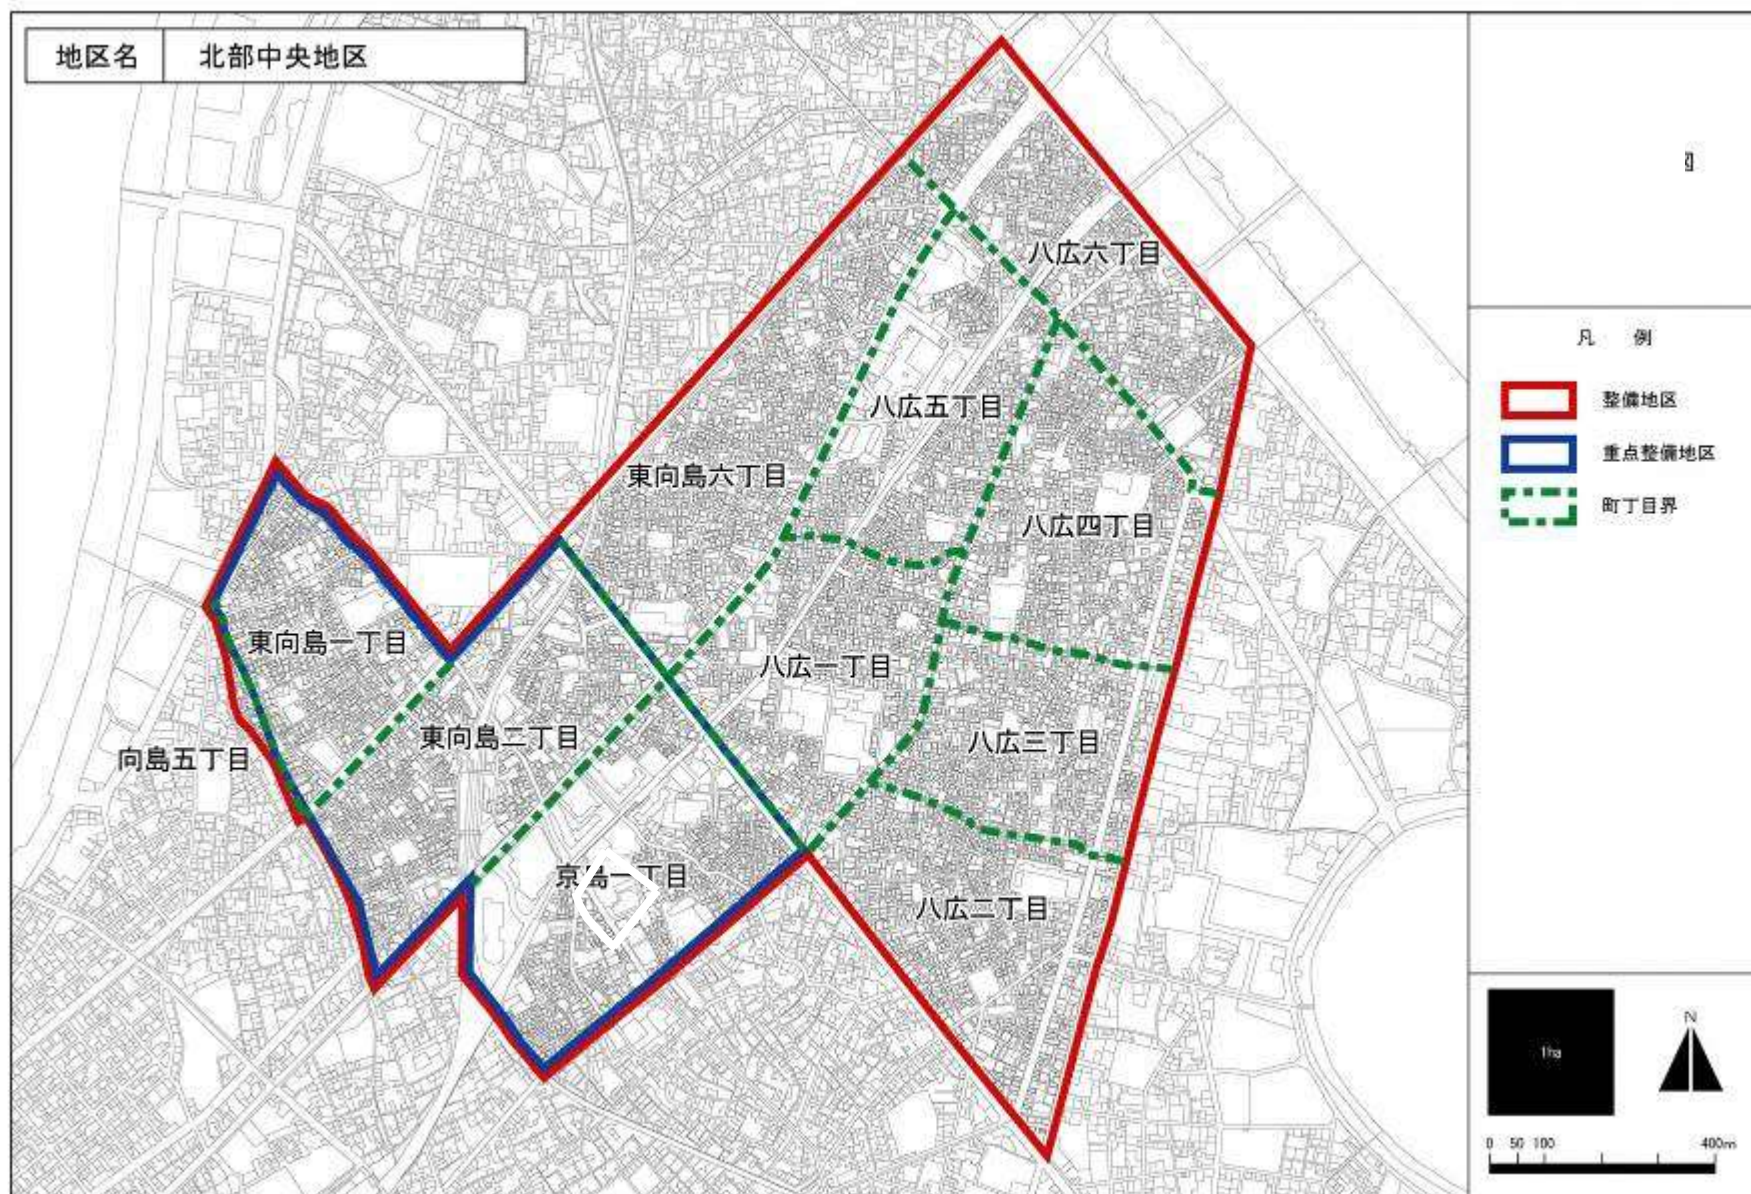 地区名 北部中央地区
図
凡 例
整備地区
重点整備地区
町丁目界
八広六丁目
八広五丁目
東向島六丁目
八広四丁目
東向島一丁目
八広一丁目
東向島二丁目
八広三丁目
向島五丁目
京島一丁目
八広二丁目
1ha
N
0 50 100 400m